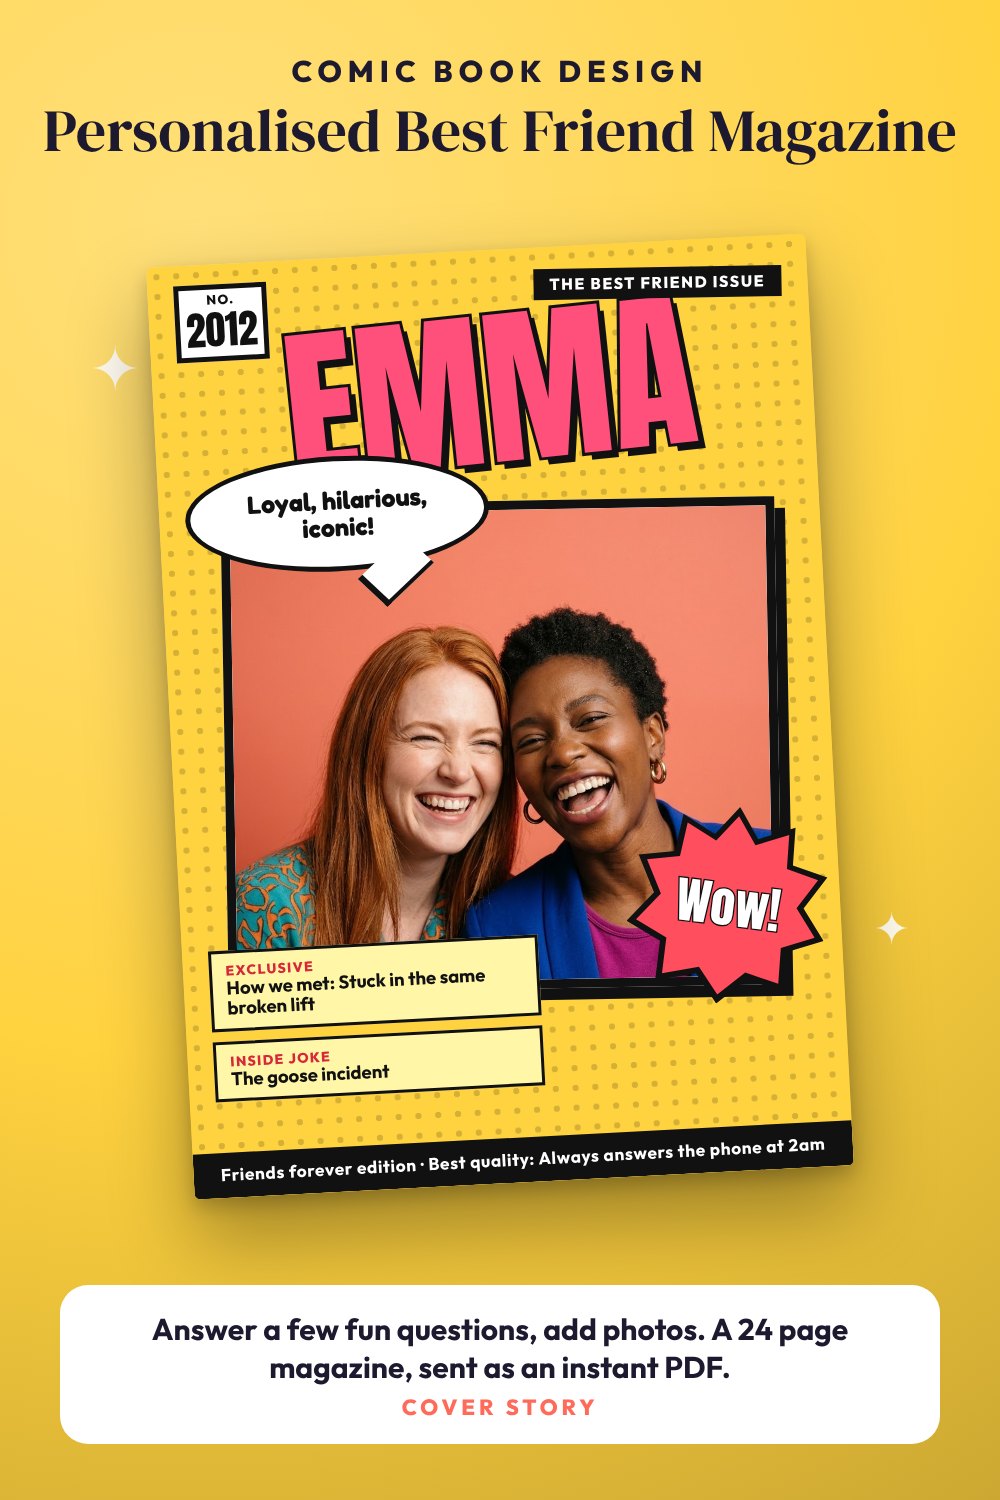 COMIC BOOK DESIGN
Personalised Best Friend Magazine
THE BEST FRIEND ISSUE
NO.
2012
EMMA
Loyal, hilarious,
iconic!
Wow!
EXCLUSIVE
How we met: Stuck in the same
broken lift
INSIDE JOKE
The goose incident
Friends forever edition · Best quality: Always answers the phone at 2am
Answer a few fun questions, add photos. A 24 page
magazine, sent as an instant PDF.
COVER STORY